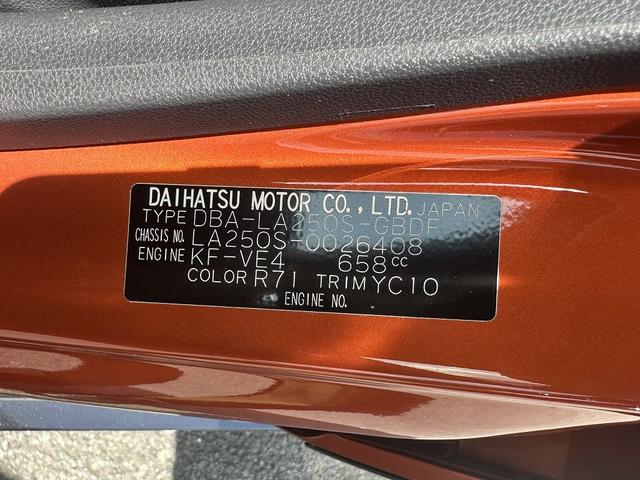 DAIHATSU MOTOR CO., LTD. JAPAN
TYPE DBA-LA250S-GBDF
CHASSIS NO. LA250S-0026408
ENGINE KF-VE4 658cc
COLOR R71 TRIM YC10
ENGINE NO.